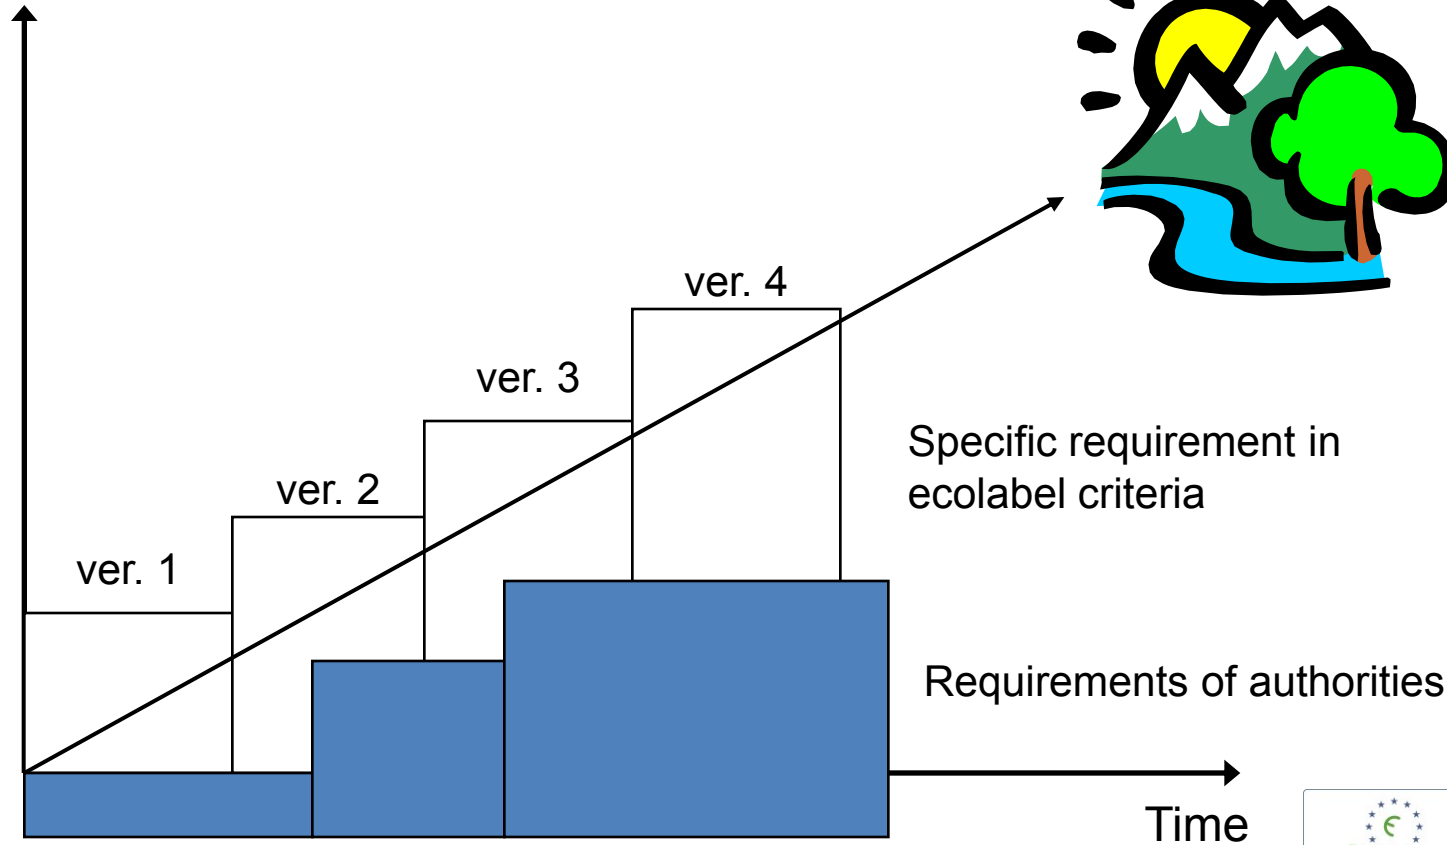 ver. 4
ver. 3
Specific requirement in
ecolabel criteria
ver. 2
ver. 1
Requirements of authorities
Time